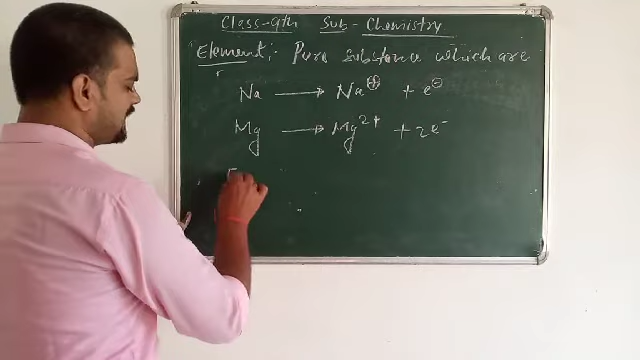 Class-9th Sub-Chemistry
Element: Pure substance which are
Na → Na⊕ + e⊖
Mg → Mg²⁺ + 2e⁻